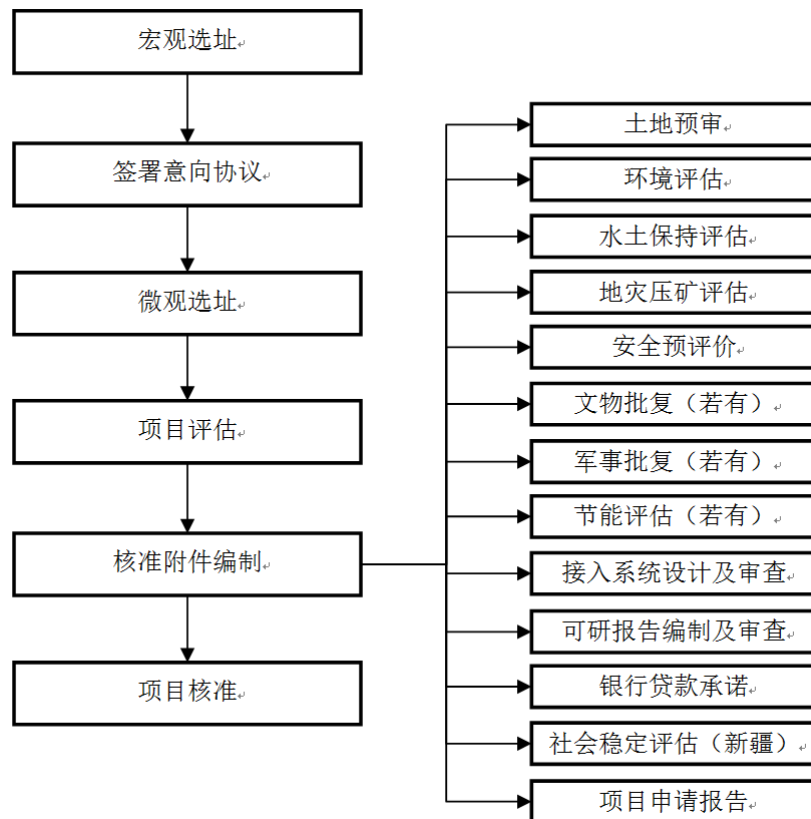 宏观选址
签署意向协议
微观选址
项目评估
核准附件编制
项目核准
土地预审
环境评估
水土保持评估
地灾压矿评估
安全预评价
文物批复（若有）
军事批复（若有）
节能评估（若有）
接入系统设计及审查
可研报告编制及审查
银行贷款承诺
社会稳定评估（新疆）
项目申请报告